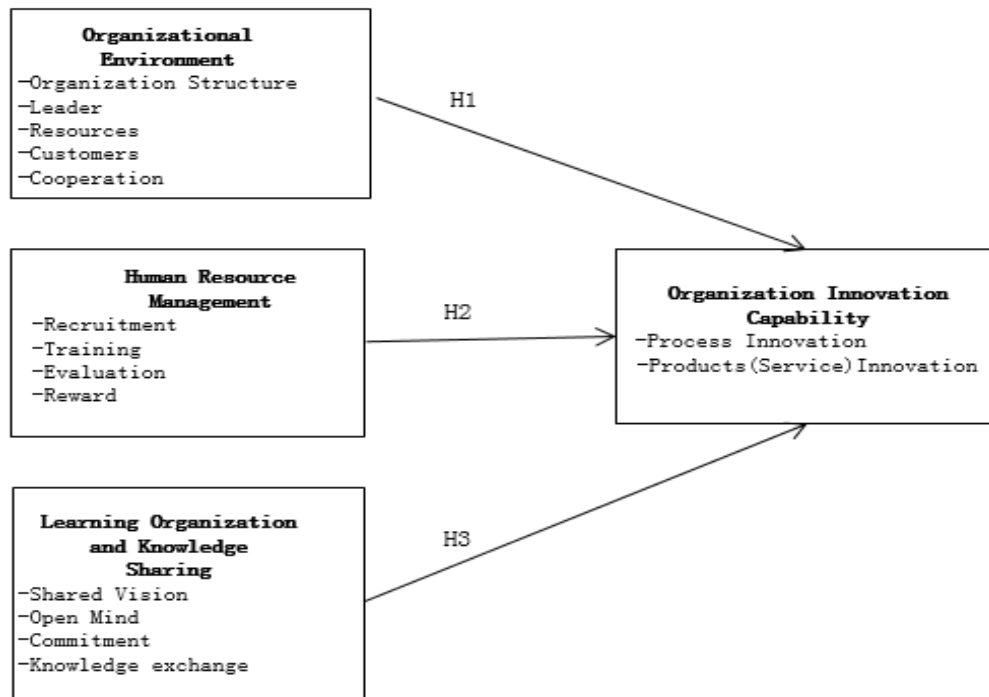 Organizational
Environment
-Organization Structure
-Leader
-Resources
-Customers
-Cooperation
H1
Human Resource
Management
-Recruitment
-Training
-Evaluation
-Reward
H2
Organization Innovation
Capability
-Process Innovation
-Products(Service)Innovation
Learning Organization
and Knowledge
Sharing
-Shared Vision
-Open Mind
-Commitment
-Knowledge exchange
H3